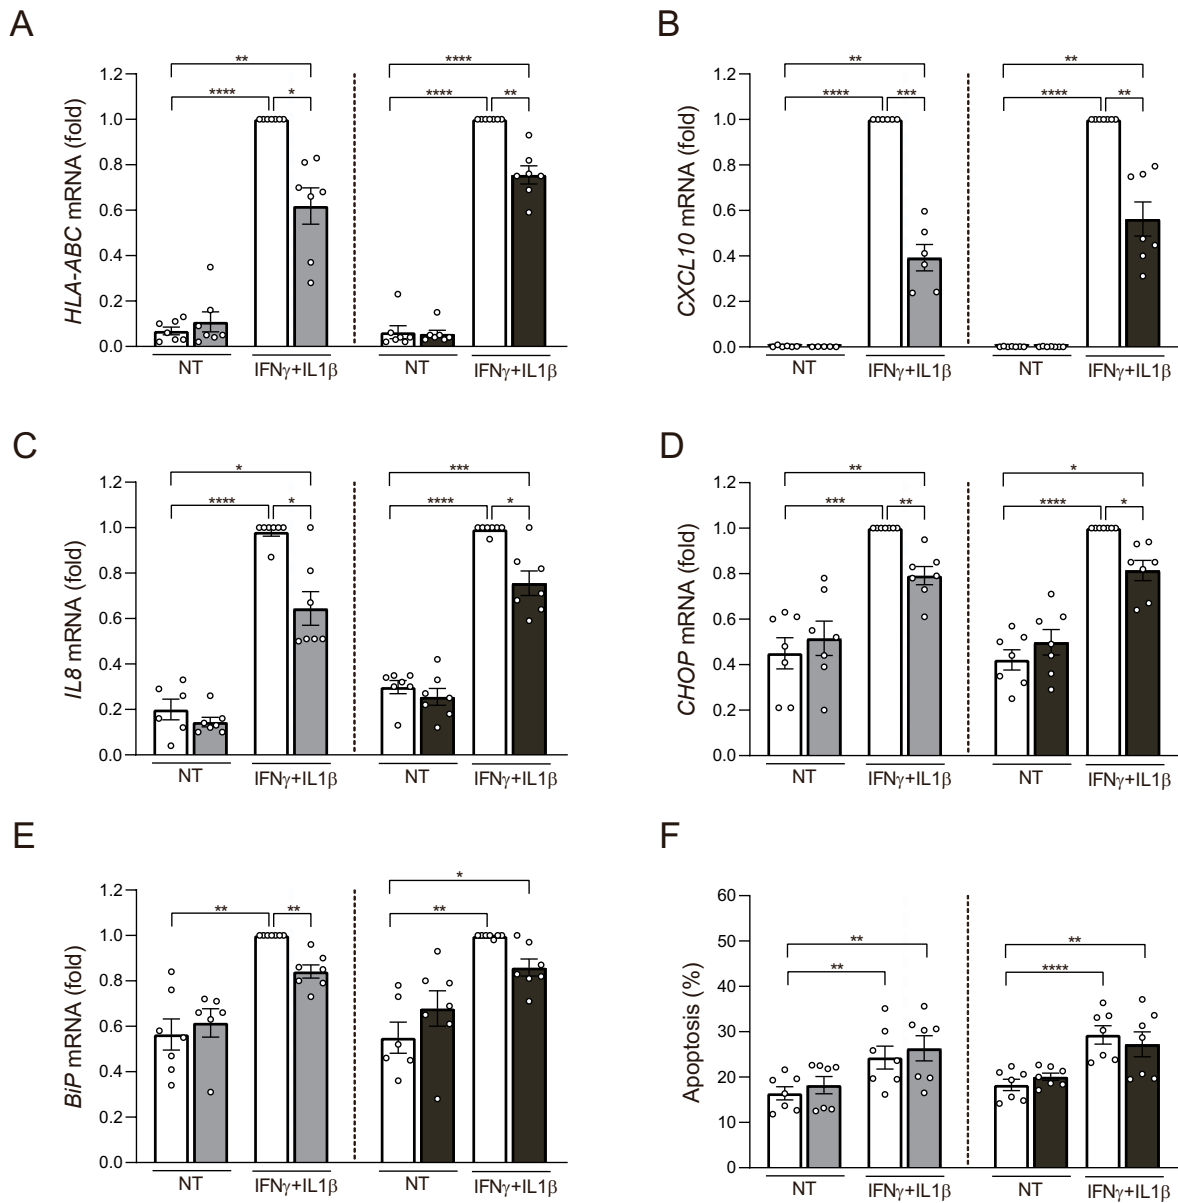 A
HLA-ABC mRNA (fold)
1.2
1.0
0.8
0.6
0.4
0.2
0.0
** ****
**** * **** **
NT IFNγ+IL1β NT IFNγ+IL1β
B
CXCL10 mRNA (fold)
1.2
1.0
0.8
0.6
0.4
0.2
0.0
** **
**** *** **** **
NT IFNγ+IL1β NT IFNγ+IL1β
C
IL8 mRNA (fold)
1.2
1.0
0.8
0.6
0.4
0.2
0.0
* ***
**** * **** *
NT IFNγ+IL1β NT IFNγ+IL1β
D
CHOP mRNA (fold)
1.2
1.0
0.8
0.6
0.4
0.2
0.0
** *
*** ** **** *
NT IFNγ+IL1β NT IFNγ+IL1β
E
BiP mRNA (fold)
1.2
1.0
0.8
0.6
0.4
0.2
0.0
*
** ** **
NT IFNγ+IL1β NT IFNγ+IL1β
F
Apoptosis (%)
60
50
40
30
20
10
0
** **
** ****
NT IFNγ+IL1β NT IFNγ+IL1β